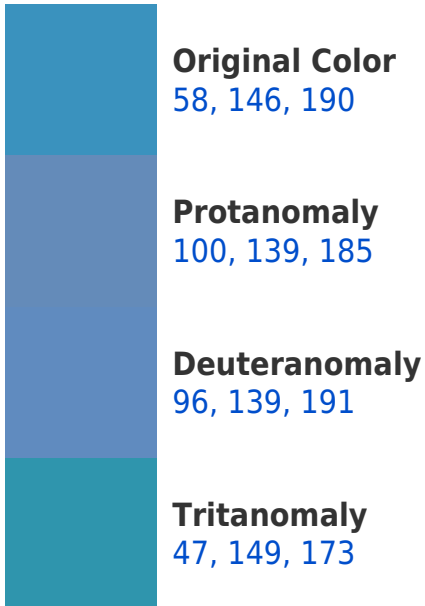 Original Color
58, 146, 190
Protanomaly
100, 139, 185
Deuteranomaly
96, 139, 191
Tritanomaly
47, 149, 173